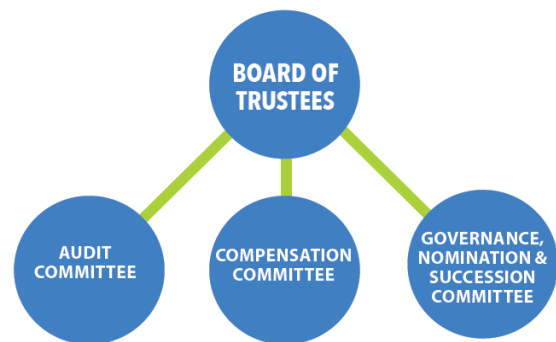 BOARD OF
TRUSTEES
AUDIT
COMMITTEE
COMPENSATION
COMMITTEE
GOVERNANCE,
NOMINATION &
SUCCESSION
COMMITTEE